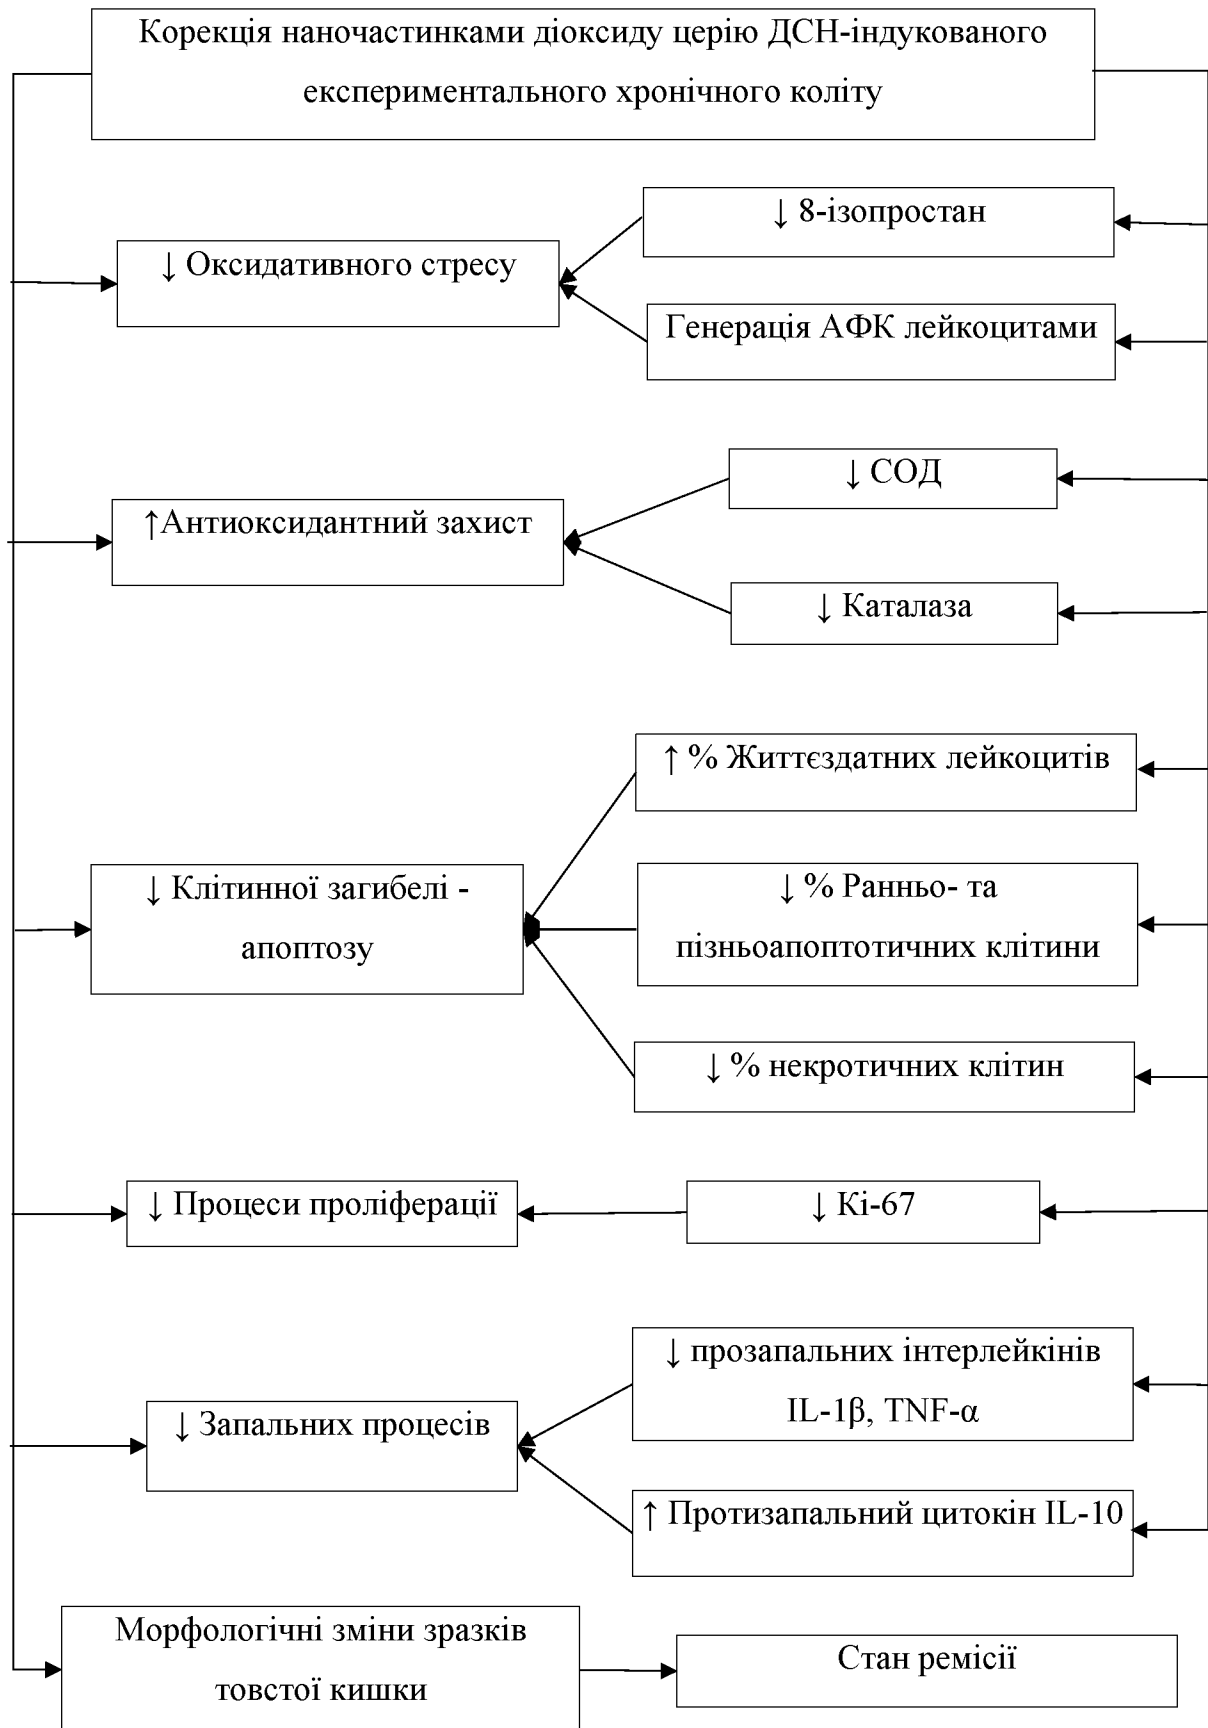 Корекція наночастинками діоксиду церію ДСН-індукованого
експериментального хронічного коліту
↓ 8-ізопростан
↓ Оксидативного стресу
Генерація АФК лейкоцитами
↓ СОД
↑Антиоксидантний захист
↓ Каталаза
↑ % Життєздатних лейкоцитів
↓ Клітинної загибелі -
апоптозу
↓ % Ранньо- та
пізньоапоптотичних клітини
↓ % некротичних клітин
↓ Процеси проліферації
↓ Кі-67
↓ прозапальних інтерлейкінів
IL-1β, TNF-α
↓ Запальних процесів
↑ Протизапальний цитокін IL-10
Морфологічні зміни зразків
товстої кишки
Стан ремісії